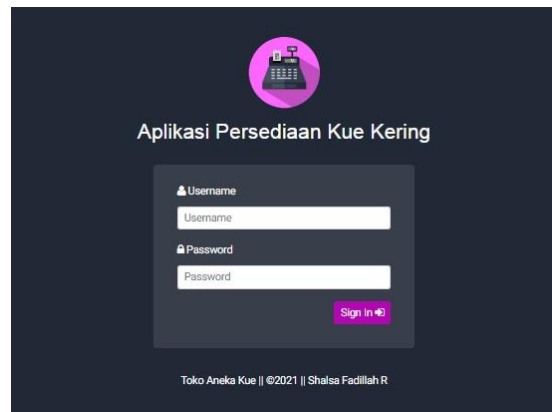 Aplikasi Persediaan Kue Kering
Username
Username
Password
Password
Sign In
Toko Aneka Kue || ©2021 || Shalsa Fadillah R